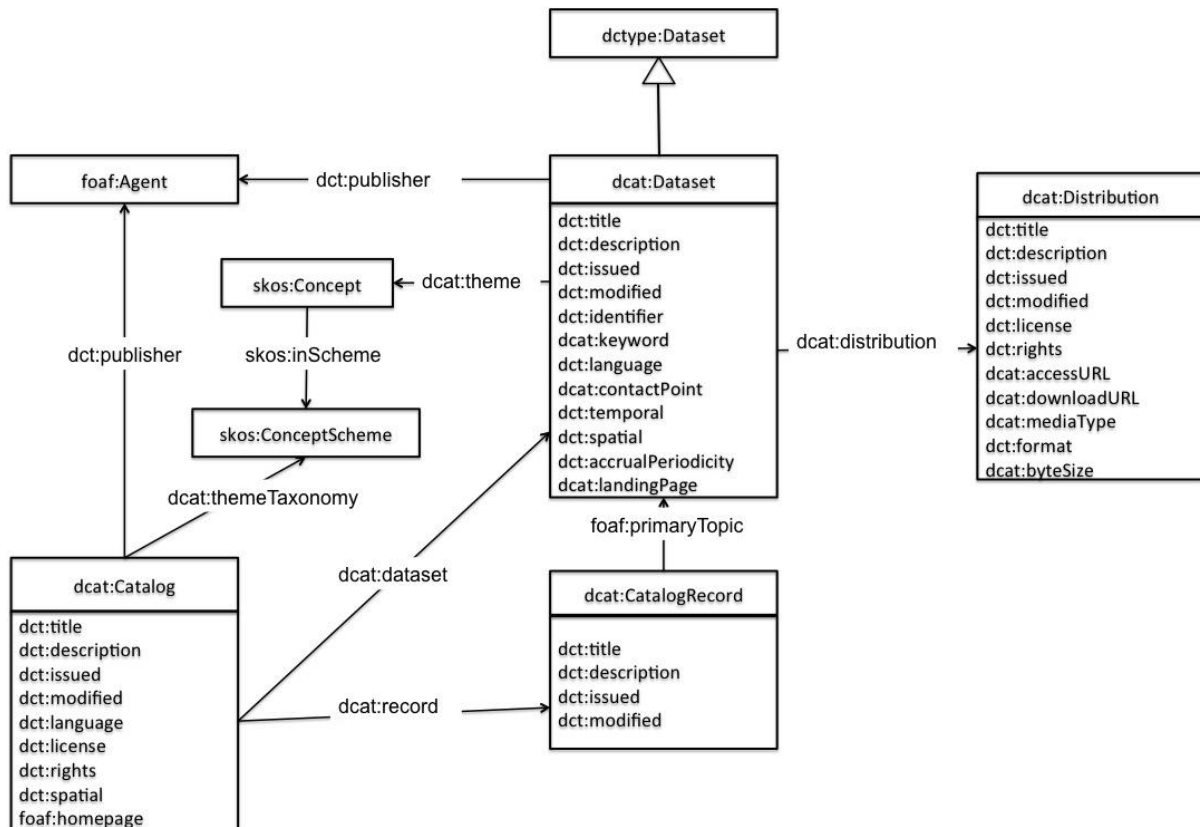 dctype:Dataset
foaf:Agent
dct:publisher
dcat:Dataset
dct:title
dct:description
dct:issued
dct:modified
dct:identifier
dcat:keyword
dct:language
dcat:contactPoint
dct:temporal
dct:spatial
dct:accrualPeriodicity
dcat:landingPage
dcat:Distribution
dct:title
dct:description
dct:issued
dct:modified
dct:license
dct:rights
dcat:accessURL
dcat:downloadURL
dcat:mediaType
dct:format
dcat:byteSize
skos:Concept
dcat:theme
dcat:distribution
dct:publisher
skos:inScheme
skos:ConceptScheme
dcat:themeTaxonomy
foaf:primaryTopic
dcat:dataset
dcat:Catalog
dct:title
dct:description
dct:issued
dct:modified
dct:language
dct:license
dct:rights
dct:spatial
foaf:homepage
dcat:record
dcat:CatalogRecord
dct:title
dct:description
dct:issued
dct:modified